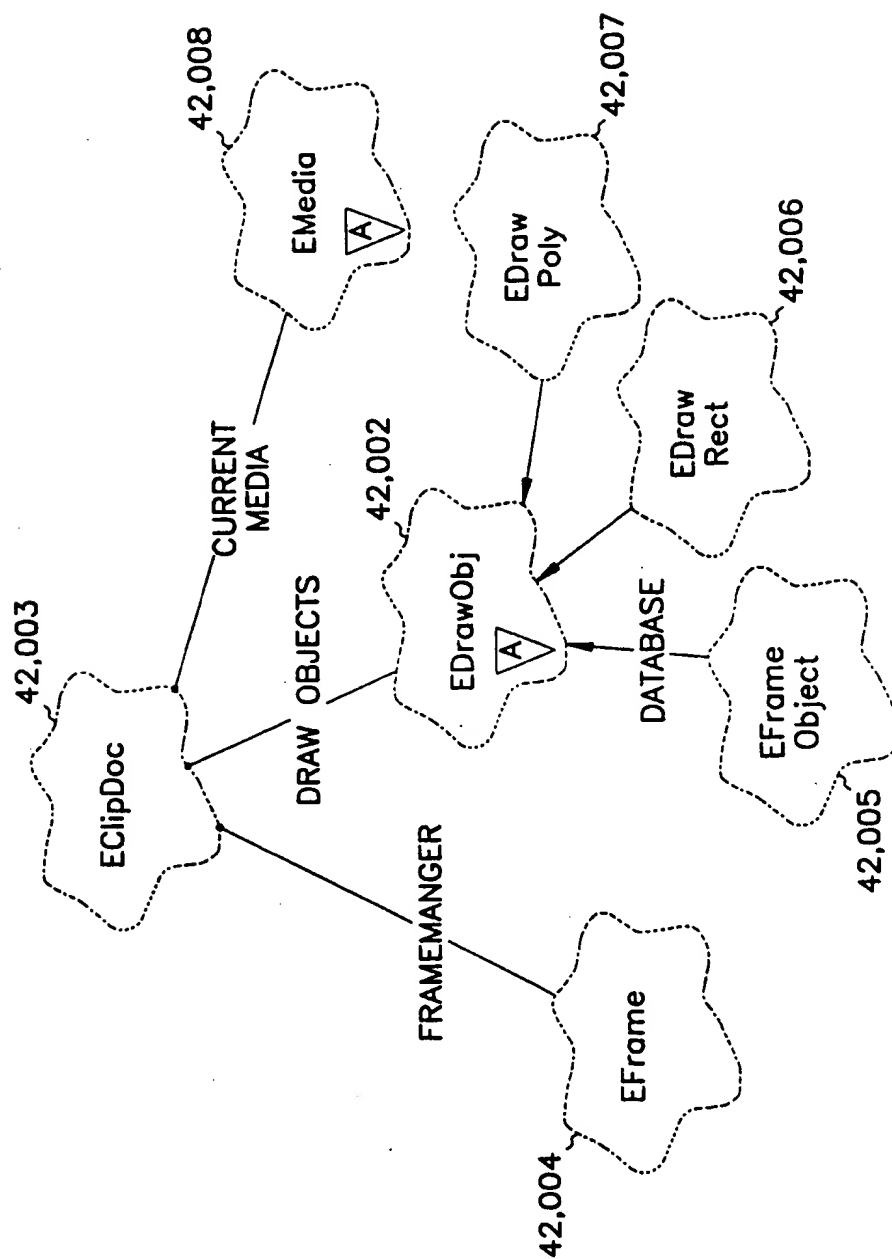 42,003
EClipDoc
42,008
EMedia
A
CURRENT
MEDIA
DRAW OBJECTS
FRAMEMANGER
42,002
EDrawObj
A
42,007
EDraw
Poly
42,006
EDraw
Rect
DATABASE
EFrame
Object
42,005
EFrame
42,004